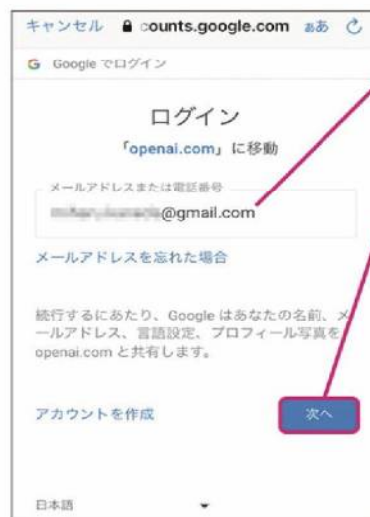 キャンセル counts.google.com ぁあ
G Google でログイン
ログイン
「openai.com」に移動
メールアドレスまたは電話番号
@gmail.com
メールアドレスを忘れた場合
続行するにあたり、Google はあなたの名前、メ
ールアドレス、言語設定、プロフィール写真を
openai.com と共有します。
アカウントを作成 次へ
日本語